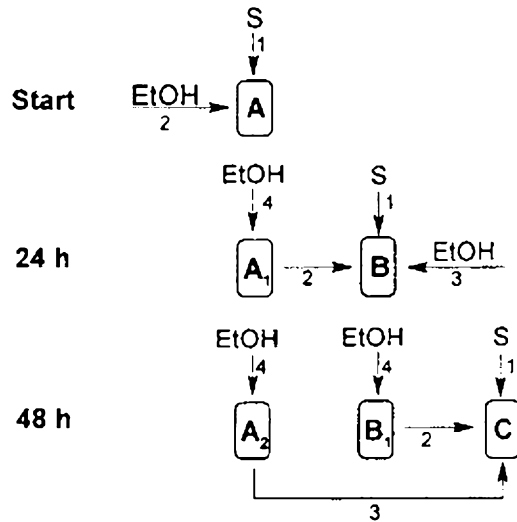 S
1
Start EtOH A
2
EtOH S
4 1
24 h A₁ 2 B EtOH
3
EtOH EtOH S
4 4 1
48 h A₂ B₁ 2 C
3